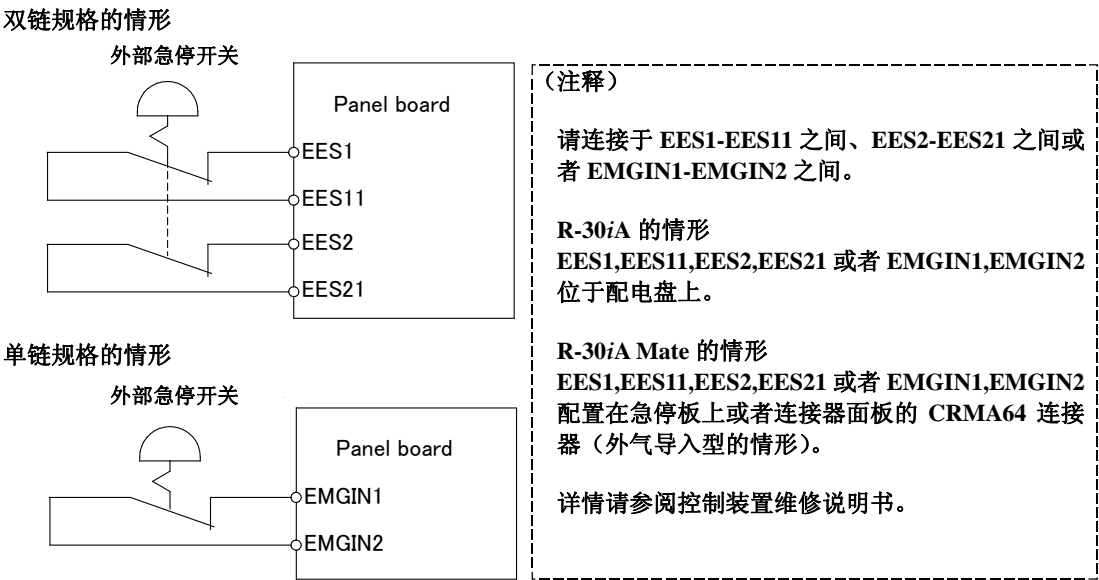 双链规格的情形
外部急停开关
Panel board
EES1
EES11
EES2
EES21
单链规格的情形
外部急停开关
Panel board
EMGIN1
EMGIN2
（注释）
请连接于 EES1-EES11 之间、EES2-EES21 之间或
者 EMGIN1-EMGIN2 之间。
R-30iA 的情形
EES1,EES11,EES2,EES21 或者 EMGIN1,EMGIN2
位于配电盘上。
R-30iA Mate 的情形
EES1,EES11,EES2,EES21 或者 EMGIN1,EMGIN2
配置在急停板上或者连接器面板的 CRMA64 连接
器（外气导入型的情形）。
详情请参阅控制装置维修说明书。